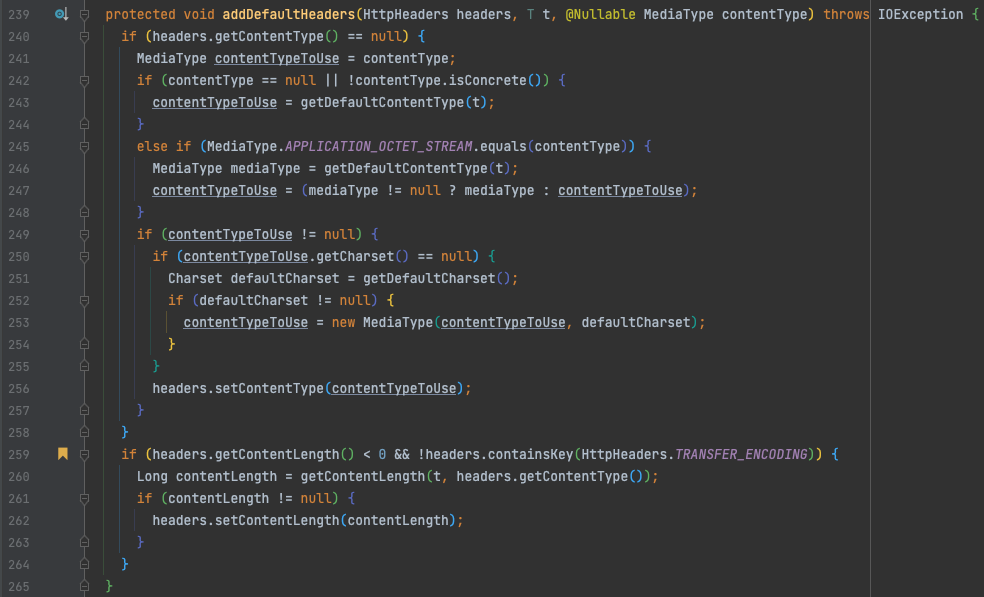 239 protected void addDefaultHeaders(HttpHeaders headers, T t, @Nullable MediaType contentType) throws IOException {
240   if (headers.getContentType() == null) {
241     MediaType contentTypeToUse = contentType;
242     if (contentType == null || !contentType.isConcrete()) {
243       contentTypeToUse = getDefaultContentType(t);
244     }
245     else if (MediaType.APPLICATION_OCTET_STREAM.equals(contentType)) {
246       MediaType mediaType = getDefaultContentType(t);
247       contentTypeToUse = (mediaType != null ? mediaType : contentTypeToUse);
248     }
249     if (contentTypeToUse != null) {
250       if (contentTypeToUse.getCharset() == null) {
251         Charset defaultCharset = getDefaultCharset();
252         if (defaultCharset != null) {
253           contentTypeToUse = new MediaType(contentTypeToUse, defaultCharset);
254         }
255       }
256       headers.setContentType(contentTypeToUse);
257     }
258   }
259   if (headers.getContentLength() < 0 && !headers.containsKey(HttpHeaders.TRANSFER_ENCODING)) {
260     Long contentLength = getContentLength(t, headers.getContentType());
261     if (contentLength != null) {
262       headers.setContentLength(contentLength);
263     }
264   }
265 }